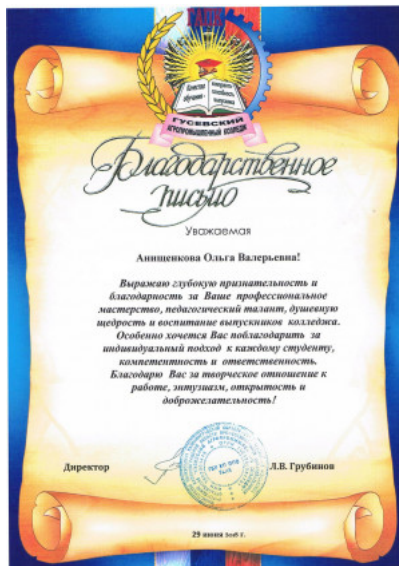 ГАПК
Качество обучения -
ГУСЕВСКИЙ
АГРОПРОМЫШЛЕННЫЙ КОЛЛЕДЖ
Благодарственное
письмо
Уважаемая
Анищенкова Ольга Валерьевна!
Выражаю глубокую признательность и
благодарность за Ваше профессиональное
мастерство, педагогический талант, душевную
щедрость и воспитание выпускников колледжа.
Особенно хочется Вас поблагодарить за
индивидуальный подход к каждому студенту,
компетентность и ответственность.
Благодарю Вас за творческое отношение к
работе, энтузиазм, открытость и
доброжелательность!
Директор Л.В. Грубинов